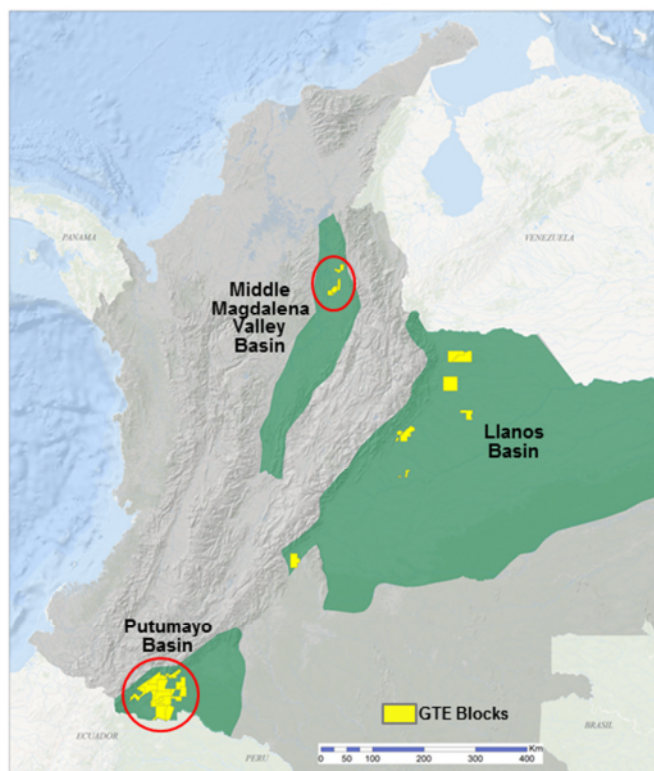 PANAMA
VENEZUELA
Middle
Magdalena
Valley
Basin
Llanos
Basin
Putumayo
Basin
GTE Blocks
ECUADOR
PERU
BRASIL
Km
0 50 100 200 300 400